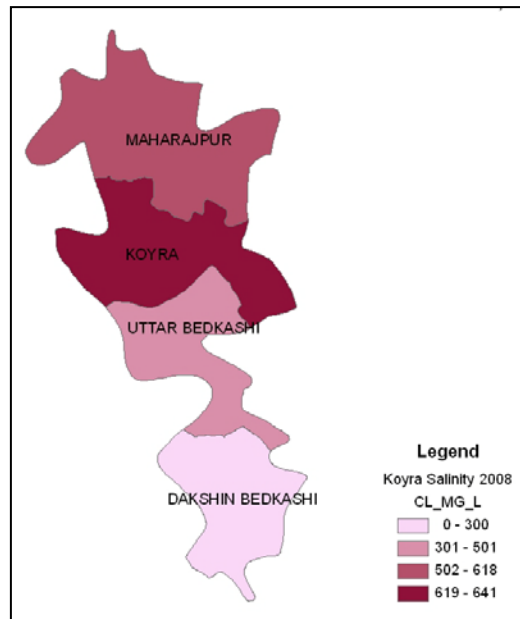 MAHARAJPUR
KOYRA
UTTAR BEDKASHI
DAKSHIN BEDKASHI
Legend
Koyra Salinity 2008
CL_MG_L
0 - 300
301 - 501
502 - 618
619 - 641